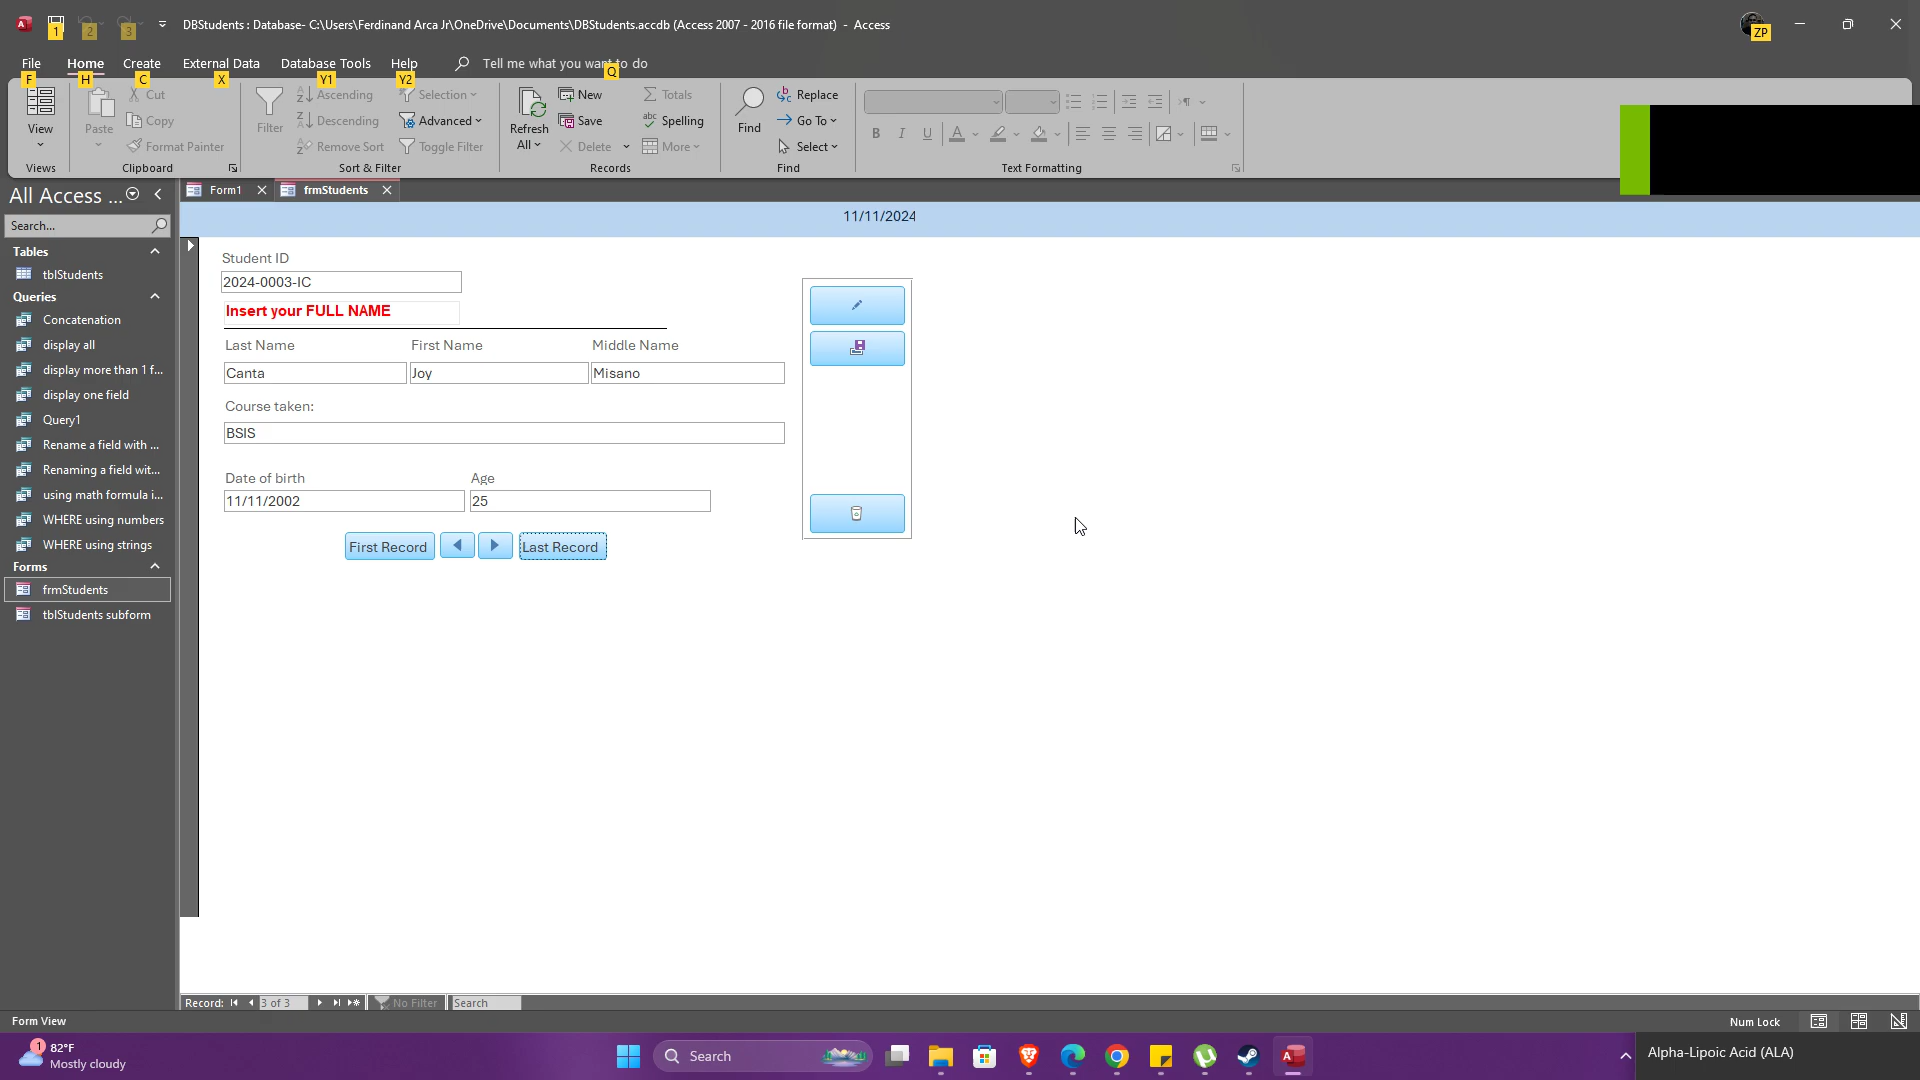 DBStudents : Database- C:\Users\Ferdinand Arca Jr\OneDrive\Documents\DBStudents.accdb (Access 2007 - 2016 file format) - Access
1 2 3
ZP
File Home Create External Data Database Tools Help Tell me what you want to do
F H C X Y1 Y2 Q
View
Views
Paste
Cut
Copy
Format Painter
Clipboard
Filter
Ascending
Descending
Remove Sort
Selection
Advanced
Toggle Filter
Sort & Filter
Refresh
All
New
Save
Delete
Totals
Spelling
More
Records
Find
Replace
Go To
Select
Find
B I U A
Text Formatting
All Access ...
Search...
Tables
tblStudents
Queries
Concatenation
display all
display more than 1 f...
display one field
Query1
Rename a field with ...
Renaming a field wit...
using math formula i...
WHERE using numbers
WHERE using strings
Forms
frmStudents
tblStudents subform
Form1 frmStudents
11/11/2024
Student ID
2024-0003-IC
Insert your FULL NAME
Last Name First Name Middle Name
Canta Joy Misano
Course taken:
BSIS
Date of birth Age
11/11/2002 25
First Record Last Record
Record: 3 of 3 No Filter Search
Form View Num Lock
1
82°F
Mostly cloudy
Search
Alpha-Lipoic Acid (ALA)